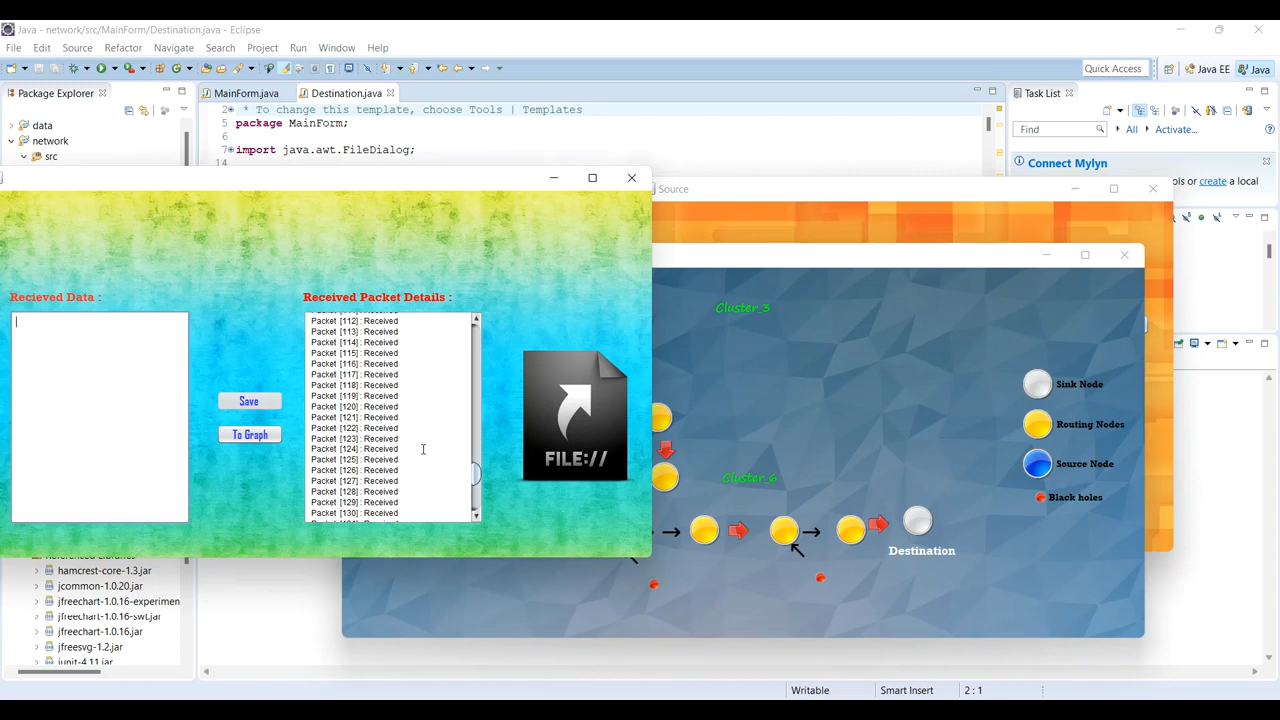 Java - network/src/MainForm/Destination.java - Eclipse
File Edit Source Refactor Navigate Search Project Run Window Help
Quick Access Java EE Java
Package Explorer
data
network
src
MainForm.java Destination.java
2 * To change this template, choose Tools | Templates
5 package MainForm;
6
7 import java.awt.FileDialog;
14
Task List
Find All Activate...
Connect Mylyn
ols or create a local
Source
Recieved Data :
Save
To Graph
Received Packet Details :
Packet [112] : Received
Packet [113] : Received
Packet [114] : Received
Packet [115] : Received
Packet [116] : Received
Packet [117] : Received
Packet [118] : Received
Packet [119] : Received
Packet [120] : Received
Packet [121] : Received
Packet [122] : Received
Packet [123] : Received
Packet [124] : Received
Packet [125] : Received
Packet [126] : Received
Packet [127] : Received
Packet [128] : Received
Packet [129] : Received
Packet [130] : Received
FILE://
Cluster_3
Cluster_6
Destination
Sink Node
Routing Nodes
Source Node
Black holes
hamcrest-core-1.3.jar
jcommon-1.0.20.jar
jfreechart-1.0.16-experimen
jfreechart-1.0.16-swt.jar
jfreechart-1.0.16.jar
jfreesvg-1.2.jar
junit-4.11.jar
Writable Smart Insert 2 : 1